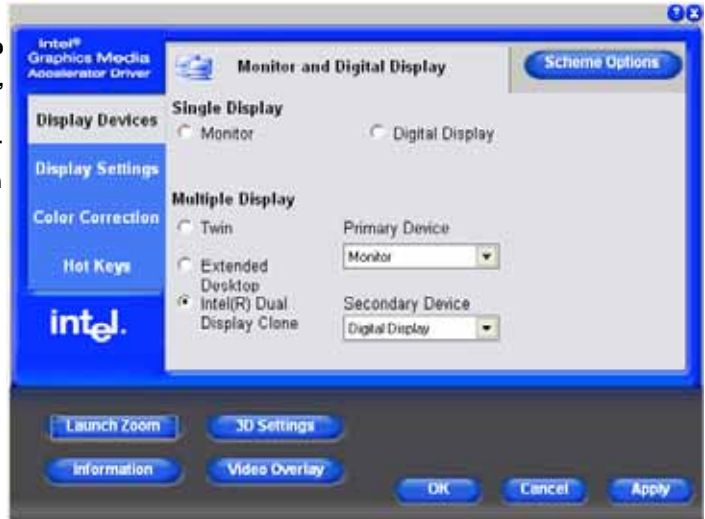 Intel®
Graphics Media
Accelerator Driver
Monitor and Digital Display
Scheme Options
Display Devices
Display Settings
Color Correction
Hot Keys
intel.
Single Display
Monitor
Digital Display
Multiple Display
Twin
Extended
Desktop
Intel(R) Dual
Display Clone
Primary Device
Monitor
Secondary Device
Digital Display
Launch Zoom
3D Settings
Information
Video Overlay
OK
Cancel
Apply